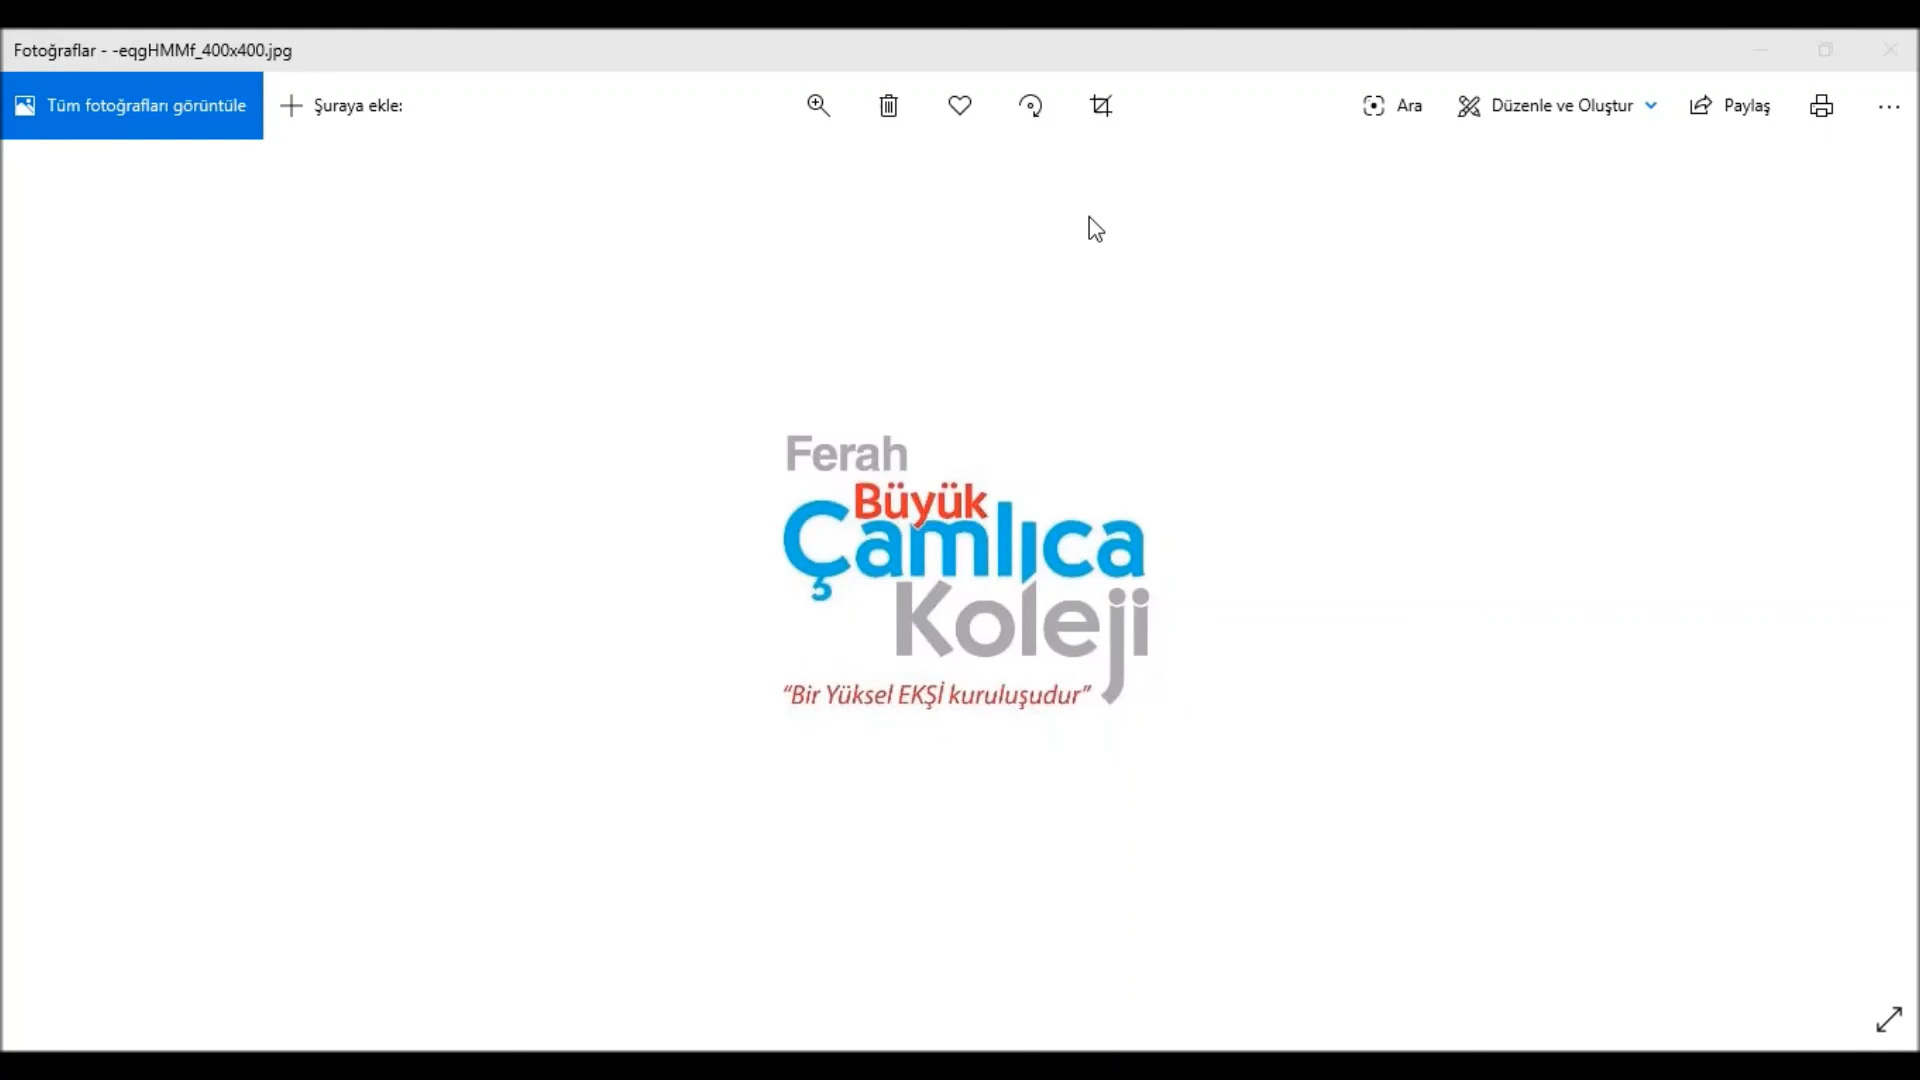 Fotoğraflar - -eqgHMMf_400x400.jpg
Tüm fotoğrafları görüntüle
Şuraya ekle:
Ara
Düzenle ve Oluştur
Paylaş
Ferah
Büyük
Çamlıca
Koleji
“Bir Yüksel EKŞİ kuruluşudur”